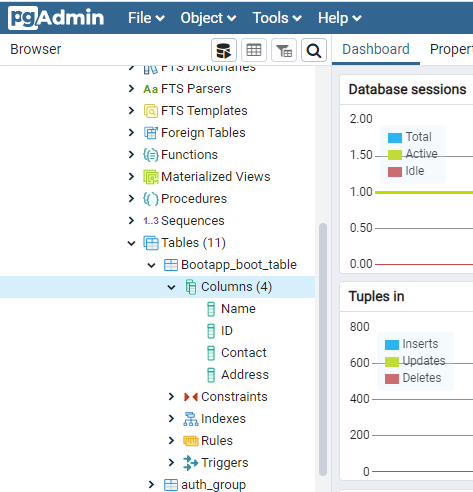 pgAdmin File Object Tools Help
Browser Dashboard Proper
FTS Dictionaries
Aa FTS Parsers
FTS Templates
Foreign Tables
Functions
Materialized Views
Procedures
1..3 Sequences
Tables (11)
Bootapp_boot_table
Columns (4)
Name
ID
Contact
Address
Constraints
Indexes
Rules
Triggers
auth_group
Database sessions
2.00
1.50
1.00
0.50
0.00
Total
Active
Idle
Tuples in
800
600
400
200
0
Inserts
Updates
Deletes